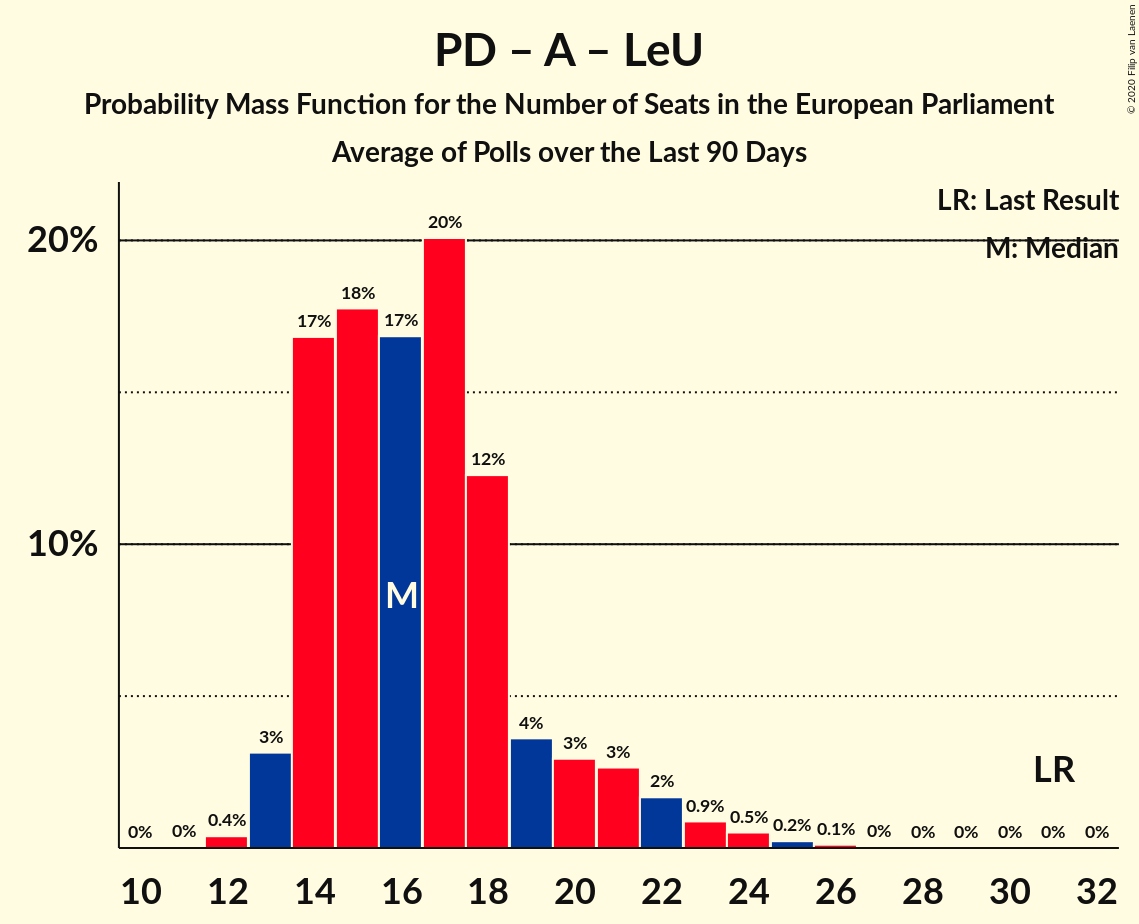 PD – A – LeU
Probability Mass Function for the Number of Seats in the European Parliament
Average of Polls over the Last 90 Days
© 2020 Filip van Laenen
LR: Last Result
M: Median
20%
10%
0%
0%
0.4%
3%
17%
18%
17%
20%
12%
4%
3%
3%
2%
0.9%
0.5%
0.2%
0.1%
0%
0%
0%
0%
0%
0%
M
LR
10 12 14 16 18 20 22 24 26 28 30 32